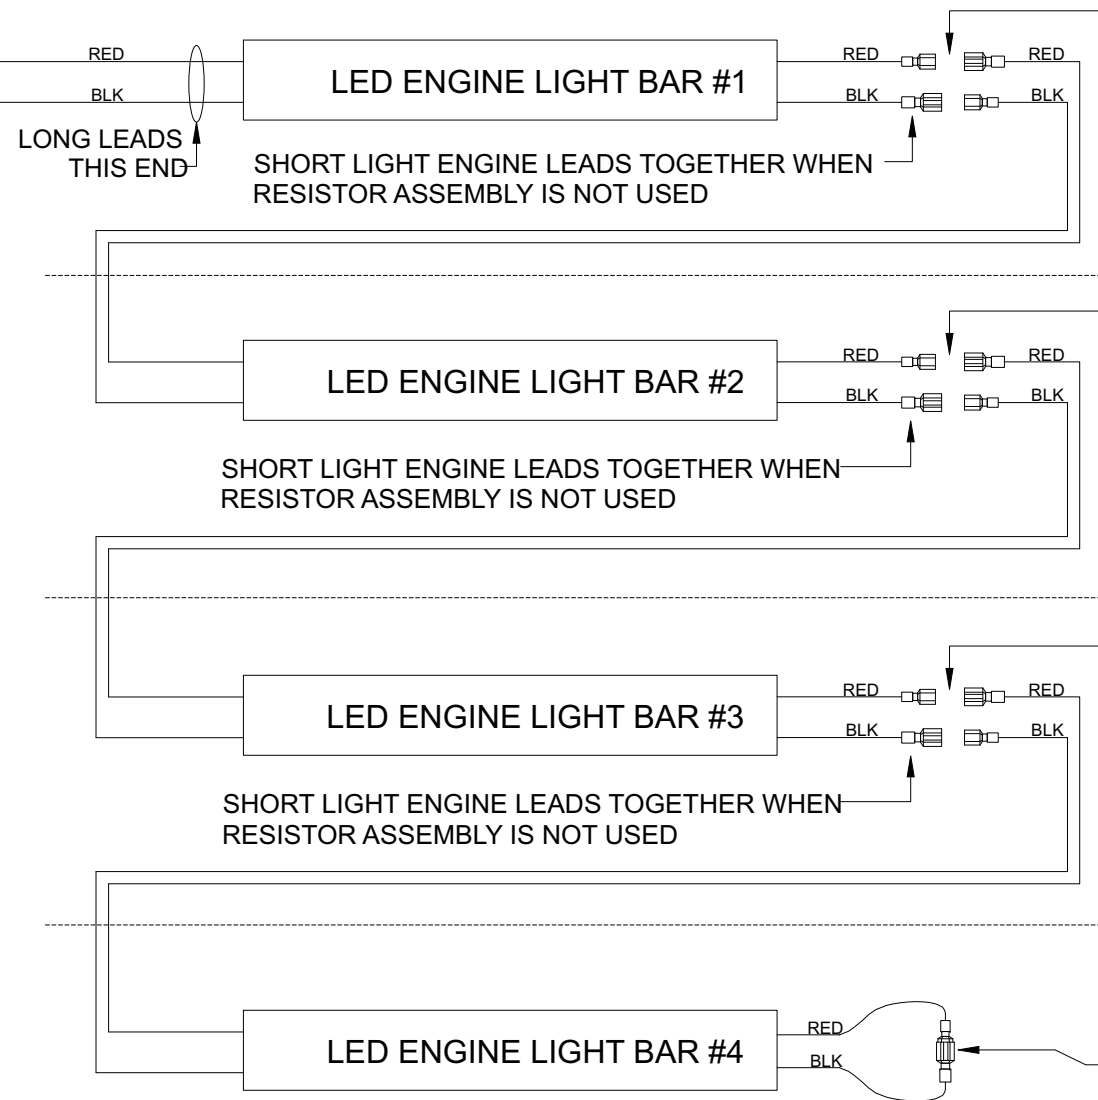 RED
RED
RED
LED ENGINE LIGHT BAR #1
BLK
BLK
BLK
LONG LEADS
THIS END
SHORT LIGHT ENGINE LEADS TOGETHER WHEN
RESISTOR ASSEMBLY IS NOT USED
RED
RED
LED ENGINE LIGHT BAR #2
BLK
BLK
SHORT LIGHT ENGINE LEADS TOGETHER WHEN
RESISTOR ASSEMBLY IS NOT USED
RED
RED
LED ENGINE LIGHT BAR #3
BLK
BLK
SHORT LIGHT ENGINE LEADS TOGETHER WHEN
RESISTOR ASSEMBLY IS NOT USED
RED
LED ENGINE LIGHT BAR #4
BLK